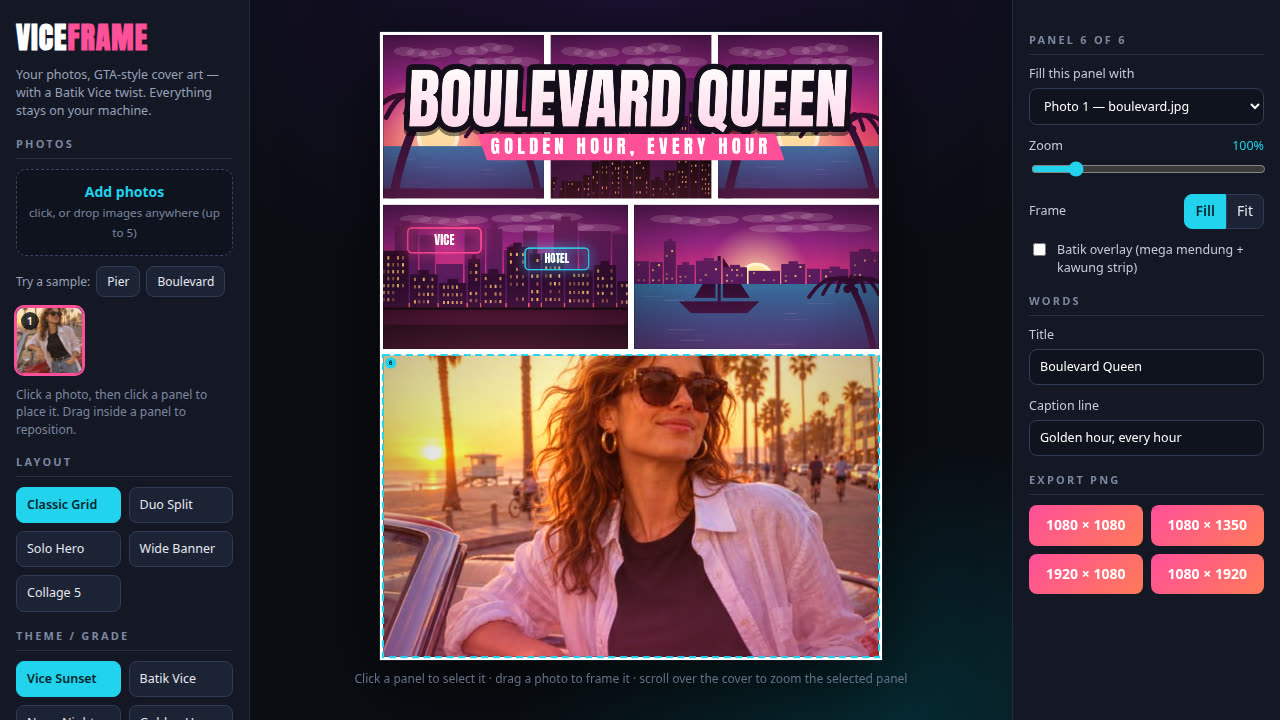 VICEFRAME
Your photos, GTA-style cover art —
with a Batik Vice twist. Everything
stays on your machine.
PHOTOS
Add photos
click, or drop images anywhere (up
to 5)
Try a sample:
Pier
Boulevard
1
Click a photo, then click a panel to
place it. Drag inside a panel to
reposition.
LAYOUT
Classic Grid
Duo Split
Solo Hero
Wide Banner
Collage 5
THEME / GRADE
Vice Sunset
Batik Vice
BOULEVARD QUEEN
GOLDEN HOUR, EVERY HOUR
VICE
HOTEL
6
Click a panel to select it · drag a photo to frame it · scroll over the cover to zoom the selected panel
PANEL 6 OF 6
Fill this panel with
Photo 1 — boulevard.jpg
Zoom
100%
Frame
Fill
Fit
Batik overlay (mega mendung +
kawung strip)
WORDS
Title
Boulevard Queen
Caption line
Golden hour, every hour
EXPORT PNG
1080 × 1080
1080 × 1350
1920 × 1080
1080 × 1920